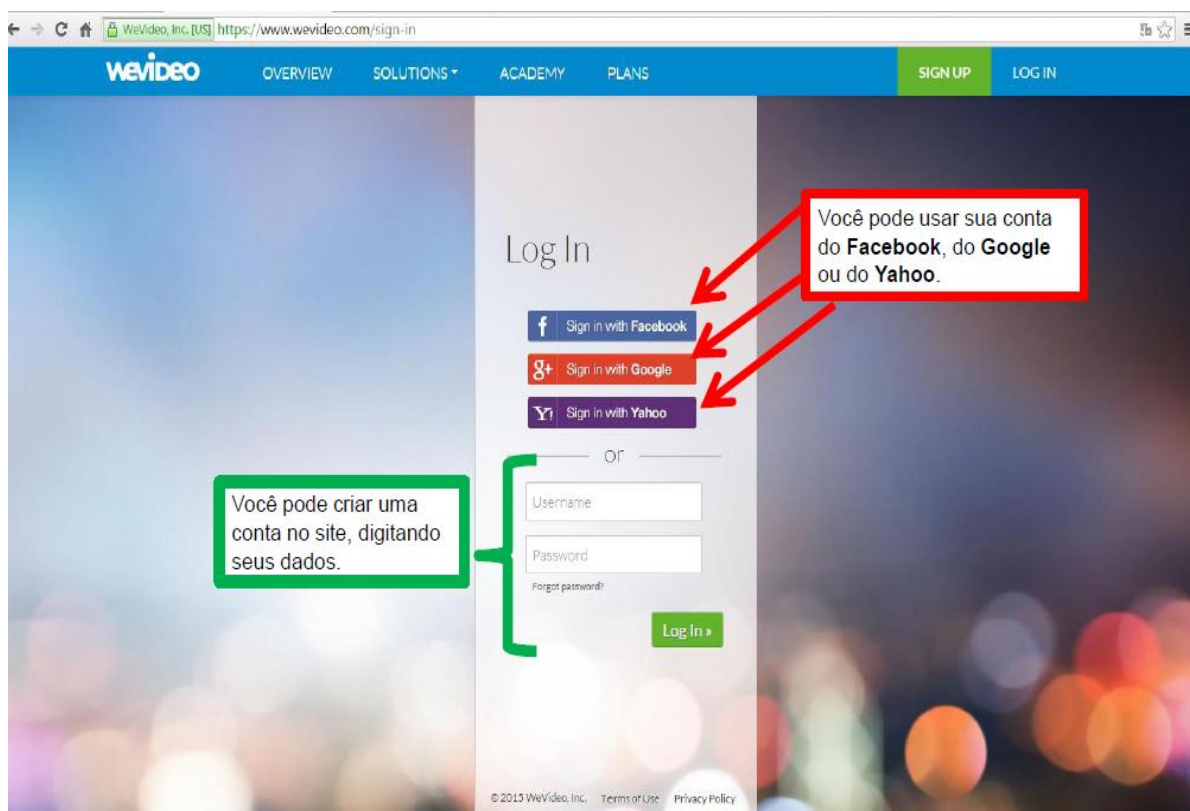 WeVideo, Inc. [US] https://www.wevideo.com/sign-in
WeVideo OVERVIEW SOLUTIONS ACADEMY PLANS SIGN UP LOG IN
Você pode usar sua conta
do Facebook, do Google
ou do Yahoo.
Log In
f Sign in with Facebook
g+ Sign in with Google
Y! Sign in with Yahoo
or
Você pode criar uma
conta no site, digitando
seus dados.
Username
Password
Forgot password?
Log In »
© 2015 WeVideo, Inc. Terms of Use Privacy Policy